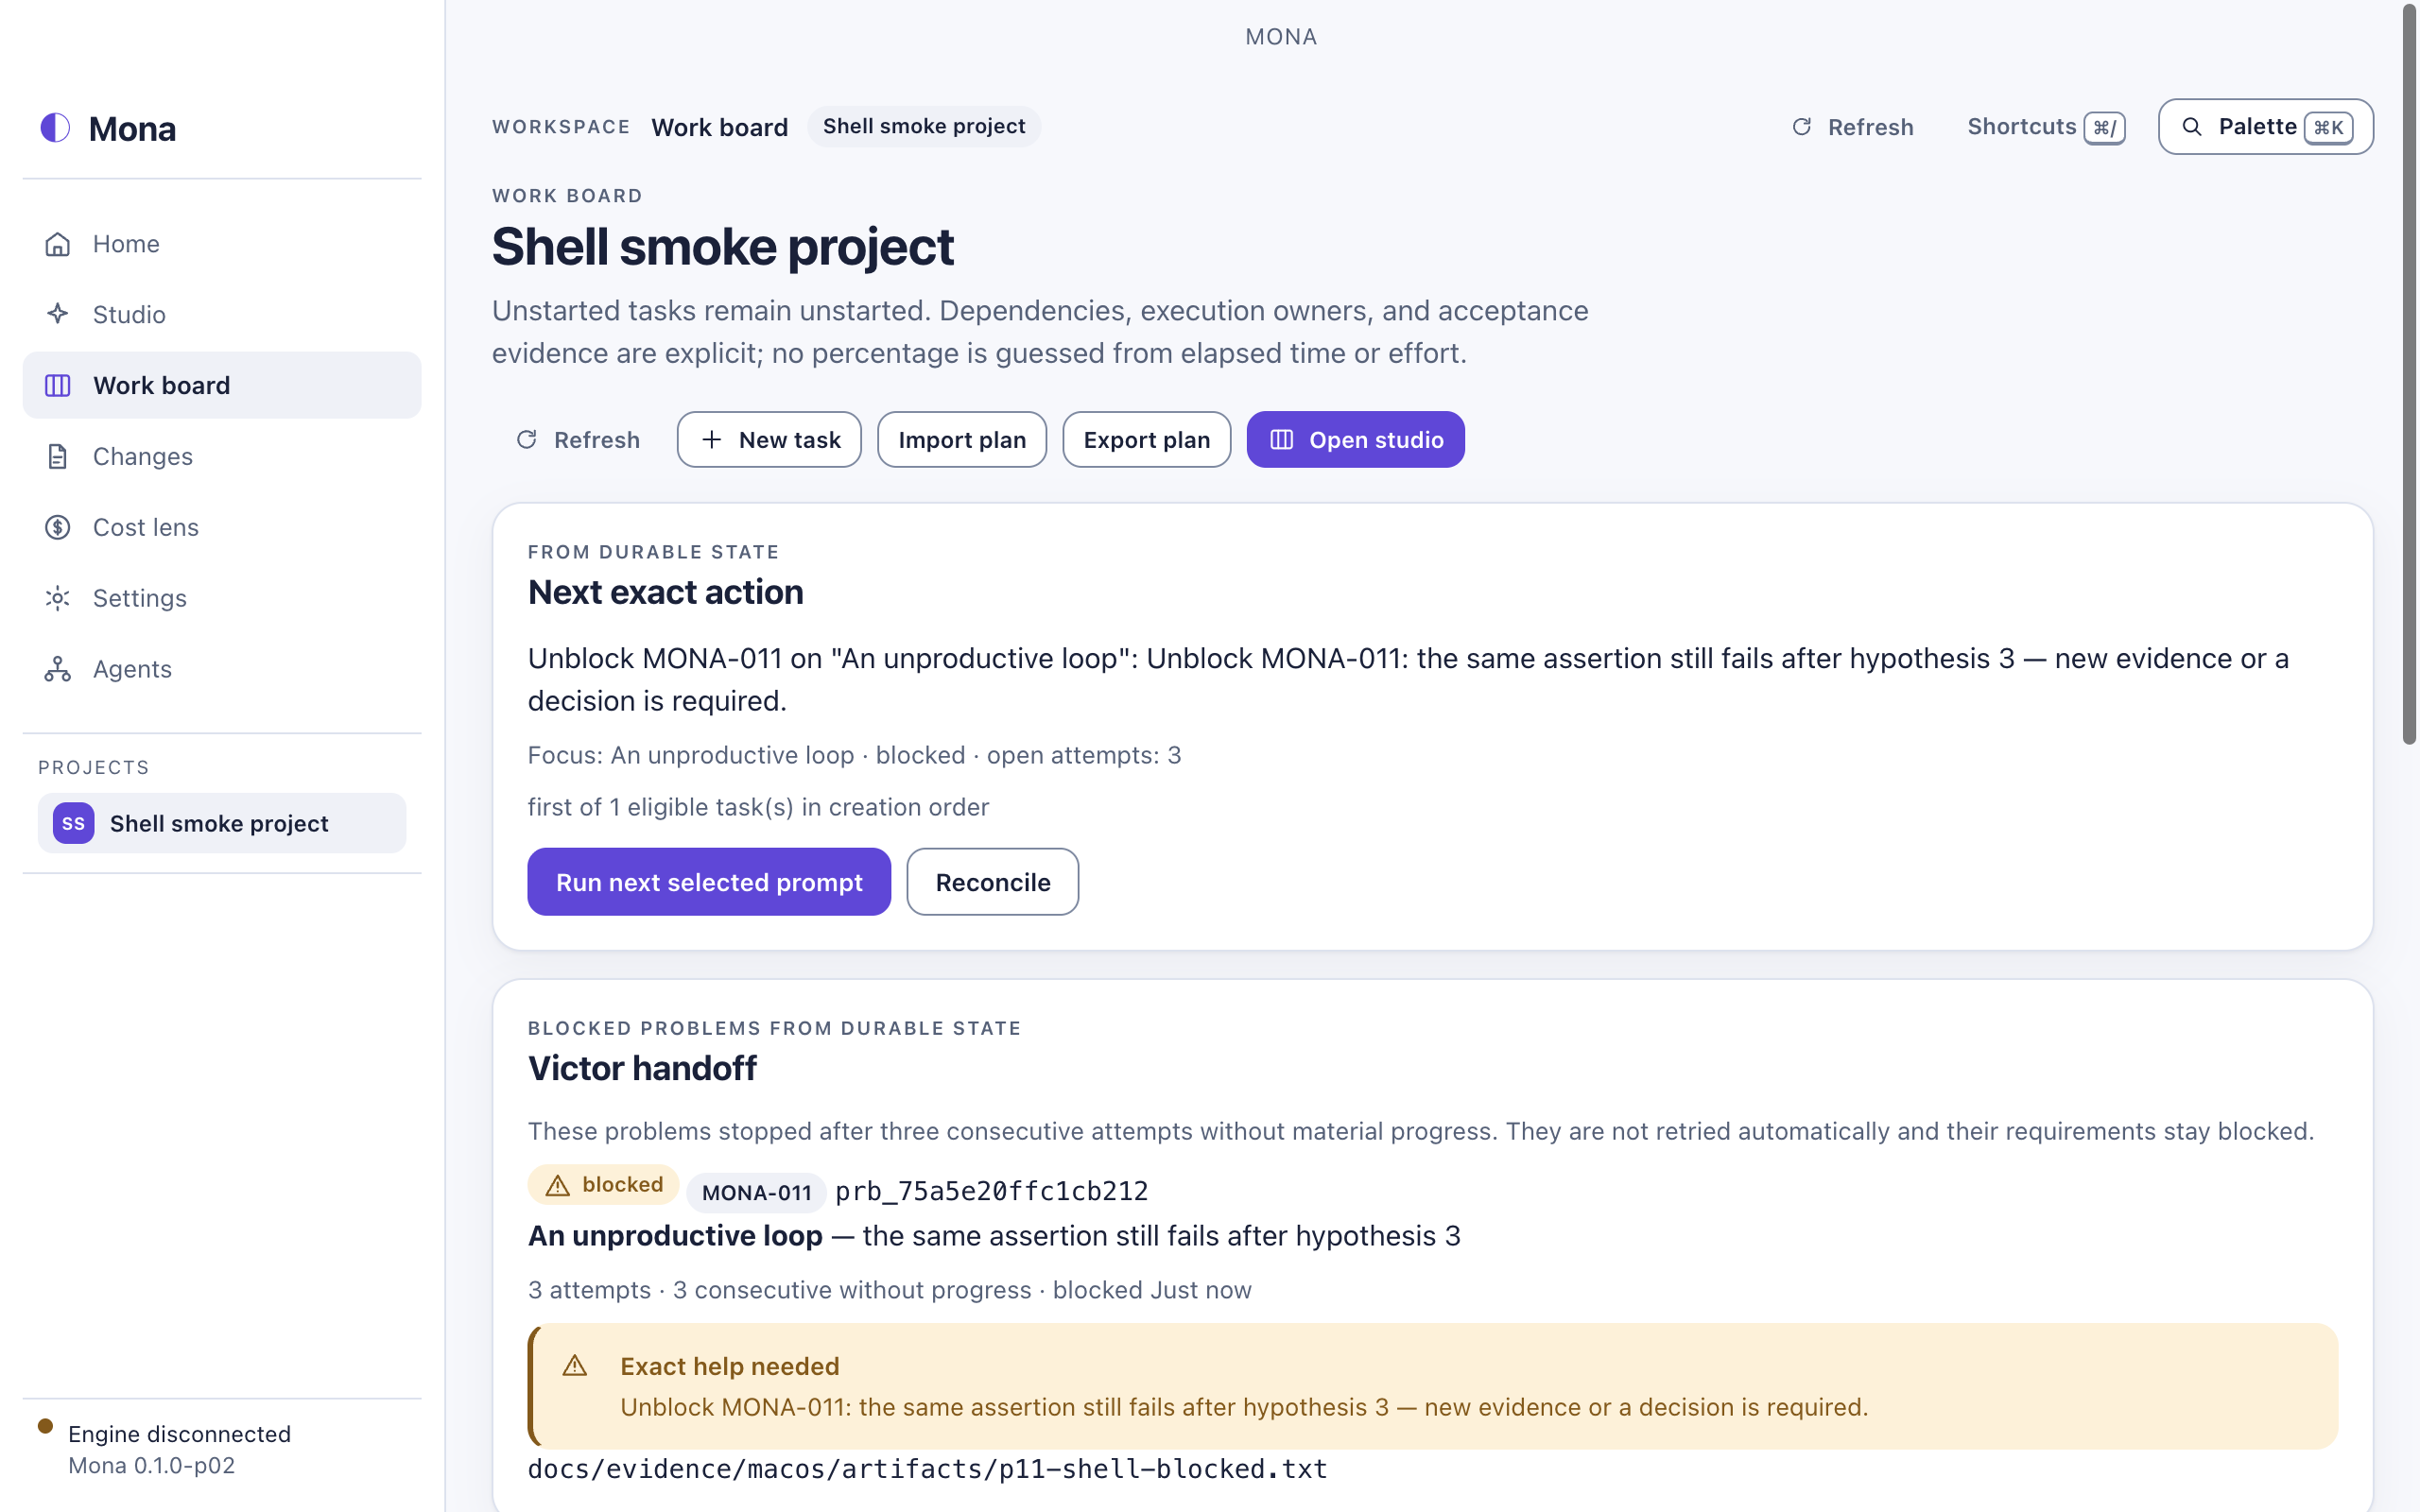 MONA
Mona
Home
Studio
Work board
Changes
Cost lens
Settings
Agents
PROJECTS
SS Shell smoke project
Engine disconnected
Mona 0.1.0-p02
WORKSPACE Work board Shell smoke project
Refresh Shortcuts ⌘/ Palette ⌘K
WORK BOARD
Shell smoke project
Unstarted tasks remain unstarted. Dependencies, execution owners, and acceptance
evidence are explicit; no percentage is guessed from elapsed time or effort.
Refresh New task Import plan Export plan Open studio
FROM DURABLE STATE
Next exact action
Unblock MONA-011 on "An unproductive loop": Unblock MONA-011: the same assertion still fails after hypothesis 3 — new evidence or a
decision is required.
Focus: An unproductive loop · blocked · open attempts: 3
first of 1 eligible task(s) in creation order
Run next selected prompt Reconcile
BLOCKED PROBLEMS FROM DURABLE STATE
Victor handoff
These problems stopped after three consecutive attempts without material progress. They are not retried automatically and their requirements stay blocked.
blocked MONA-011 prb_75a5e20ffc1cb212
An unproductive loop — the same assertion still fails after hypothesis 3
3 attempts · 3 consecutive without progress · blocked Just now
Exact help needed
Unblock MONA-011: the same assertion still fails after hypothesis 3 — new evidence or a decision is required.
docs/evidence/macos/artifacts/p11-shell-blocked.txt